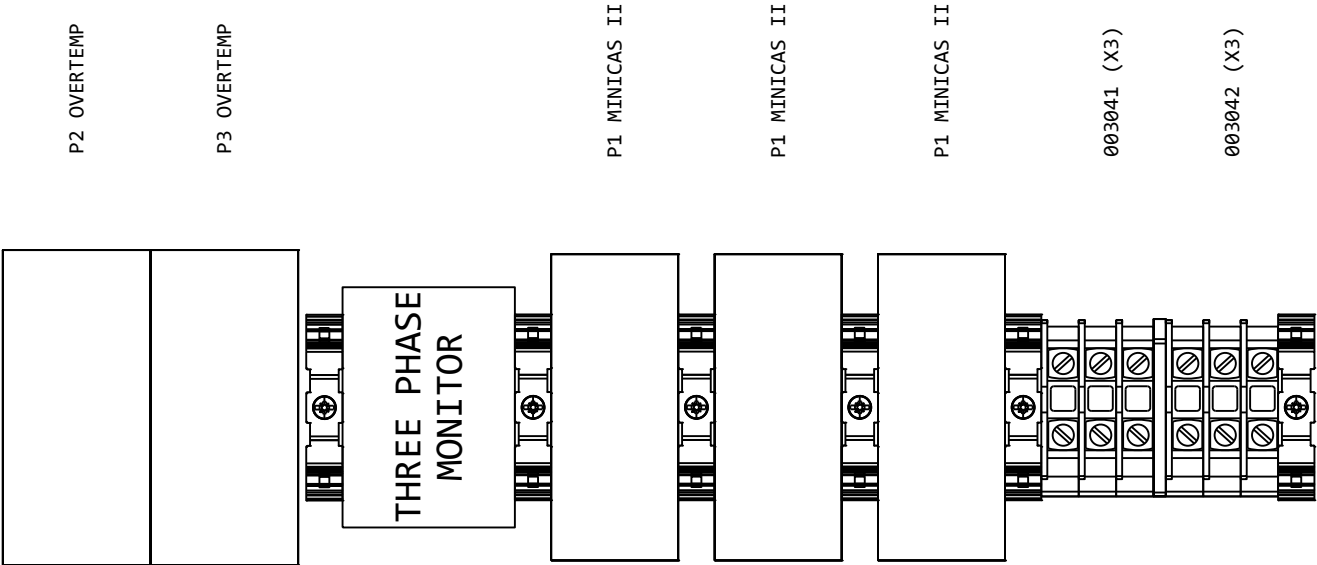 P2 OVERTEMP
P3 OVERTEMP
P1 MINICAS II
P1 MINICAS II
P1 MINICAS II
003041 (X3)
003042 (X3)
THREE PHASE
MONITOR